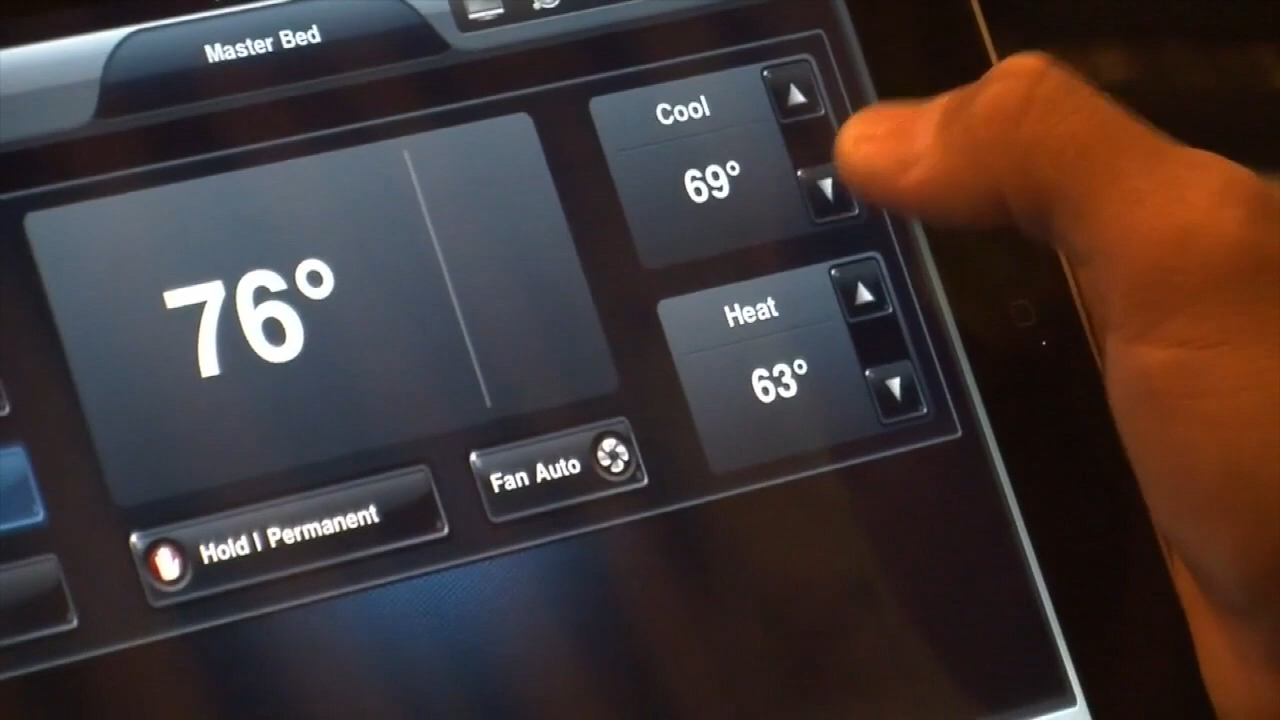 Master Bed
76°
Cool
69°
Heat
63°
Fan Auto
Hold | Permanent